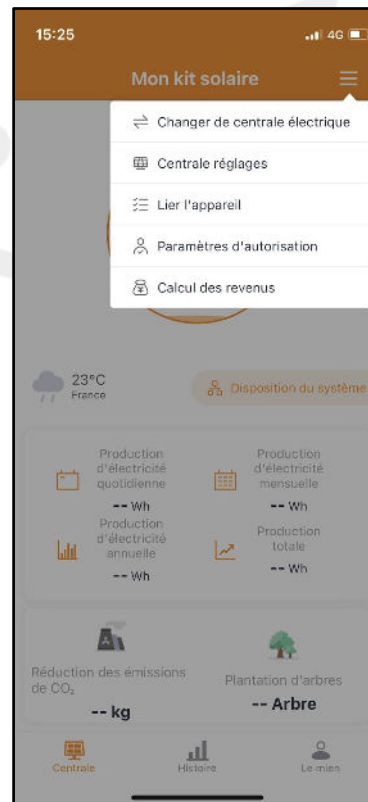 15:25
4G
Mon kit solaire
Changer de centrale électrique
Centrale réglages
Lier l'appareil
Paramètres d'autorisation
Calcul des revenus
23°C
France
Disposition du système
Production
d'électricité
quotidienne
-- Wh
Production
d'électricité
mensuelle
-- Wh
Production
d'électricité
annuelle
-- Wh
Production
totale
-- Wh
Réduction des émissions
de CO₂
-- kg
Plantation d'arbres
-- Arbre
Centrale
Histoire
Le mien